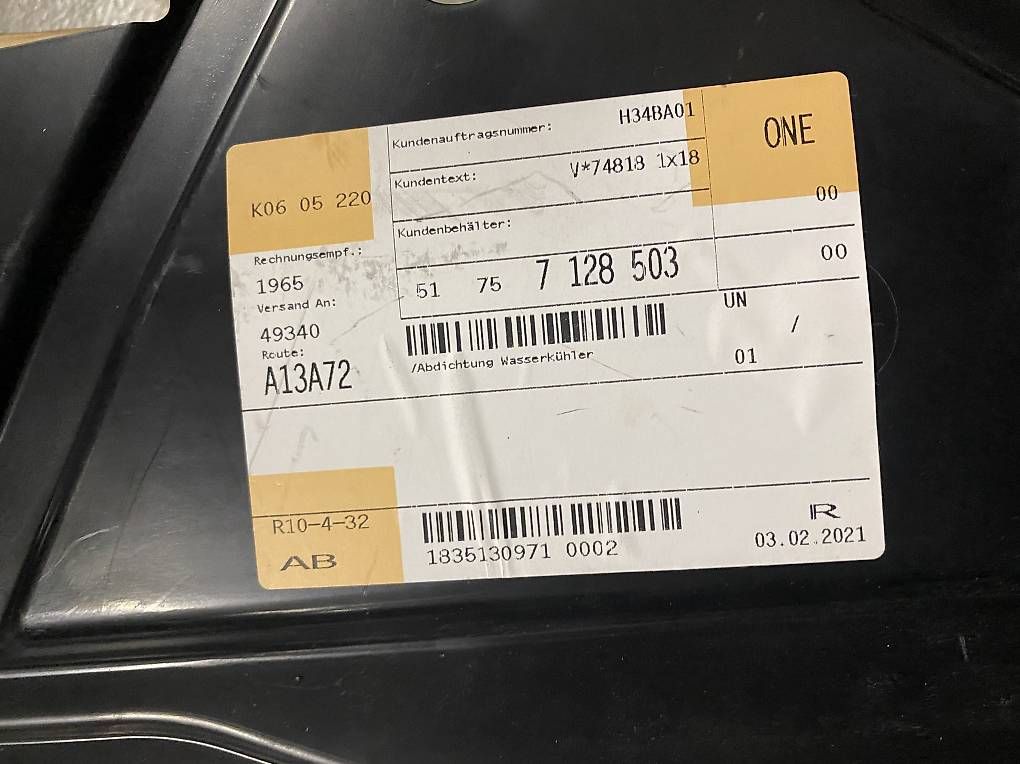 K06 05 220
Kundenauftragsnummer: H34BA01
Kundentext: V*74818 1x18
ONE
00
Kundenbehälter:
00
Rechnungsempf.:
1965
Versand An:
49340
Route:
A13A72
51 75 7 128 503
/Abdichtung Wasserkühler
UN
/
01
R10-4-32
AB
1835130971 0002
R
03.02.2021